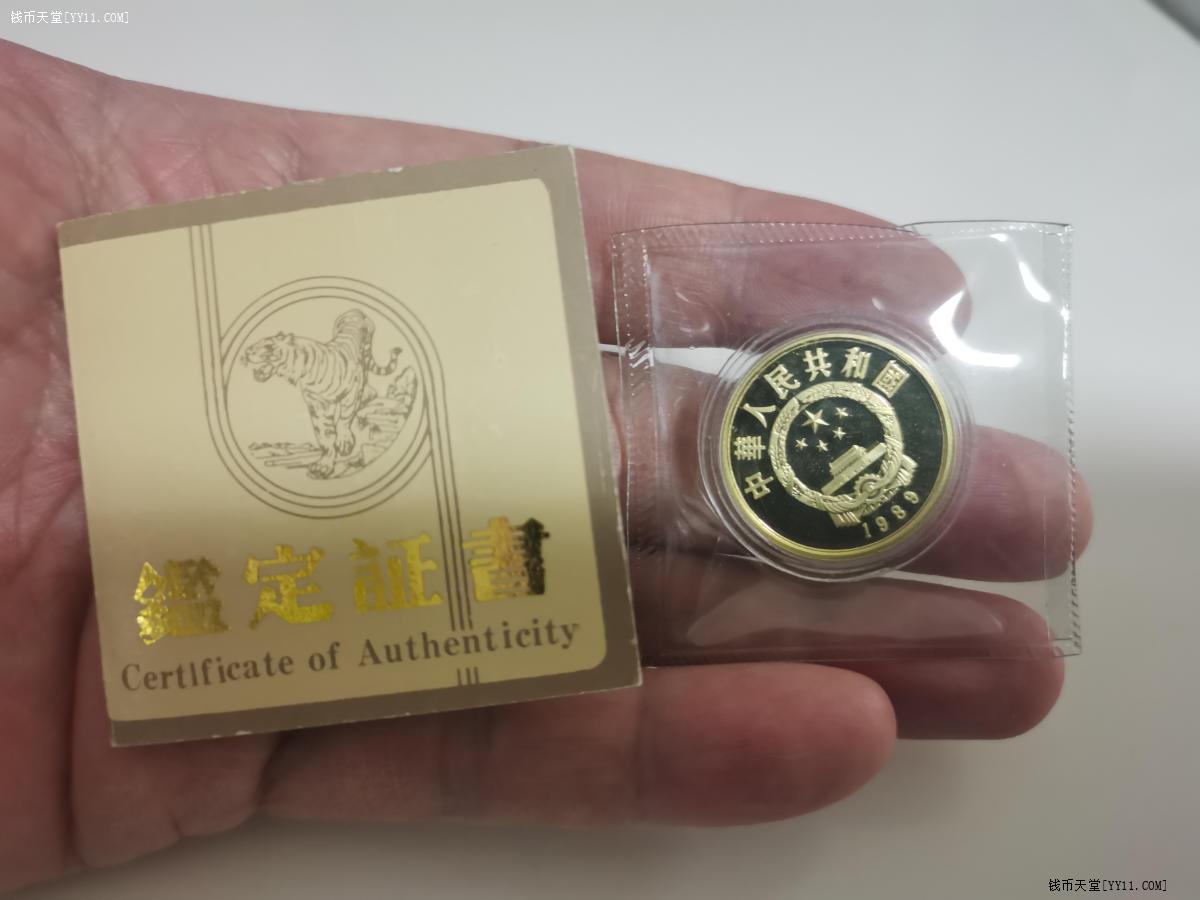 钱币天堂[YY11.COM]
鑑定証書
Certificate of Authenticity
中華人民共和國
1989
钱币天堂[YY11.COM]